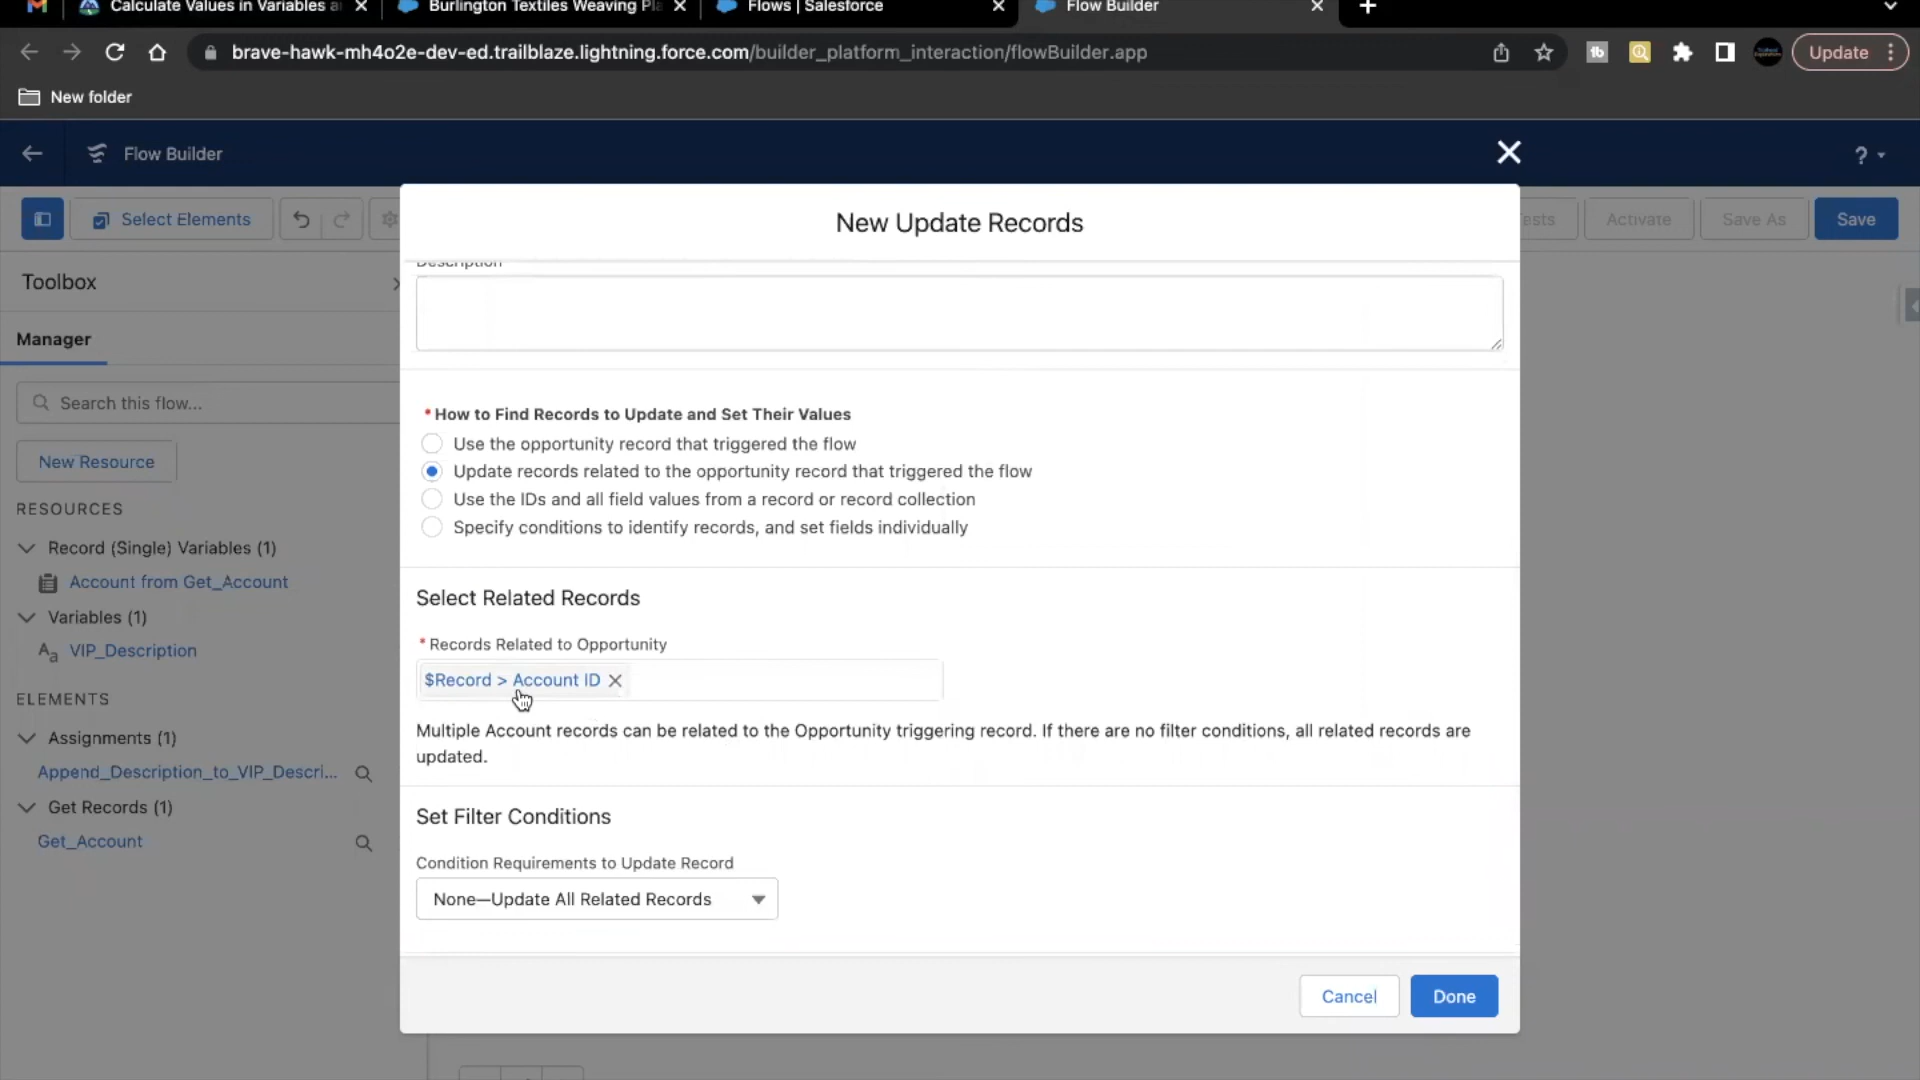 Calculate Values in Variables a
Burlington Textiles Weaving Pla
Flows | Salesforce
Flow Builder
brave-hawk-mh4o2e-dev-ed.trailblaze.lightning.force.com/builder_platform_interaction/flowBuilder.app
Update
New folder
Flow Builder
?
Select Elements
New Update Records
ests
Activate
Save As
Save
Toolbox
Manager
Search this flow...
New Resource
RESOURCES
Record (Single) Variables (1)
Account from Get_Account
Variables (1)
Aa VIP_Description
ELEMENTS
Assignments (1)
Append_Description_to_VIP_Descri...
Get Records (1)
Get_Account
Description
* How to Find Records to Update and Set Their Values
Use the opportunity record that triggered the flow
Update records related to the opportunity record that triggered the flow
Use the IDs and all field values from a record or record collection
Specify conditions to identify records, and set fields individually
Select Related Records
* Records Related to Opportunity
$Record > Account ID
Multiple Account records can be related to the Opportunity triggering record. If there are no filter conditions, all related records are
updated.
Set Filter Conditions
Condition Requirements to Update Record
None—Update All Related Records
Cancel
Done